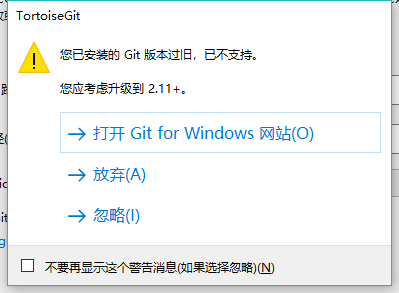 TortoiseGit
您已安装的 Git 版本过旧，已不支持。
您应考虑升级到 2.11+。
打开 Git for Windows 网站(O)
放弃(A)
忽略(I)
不要再显示这个警告消息(如果选择忽略)(N)